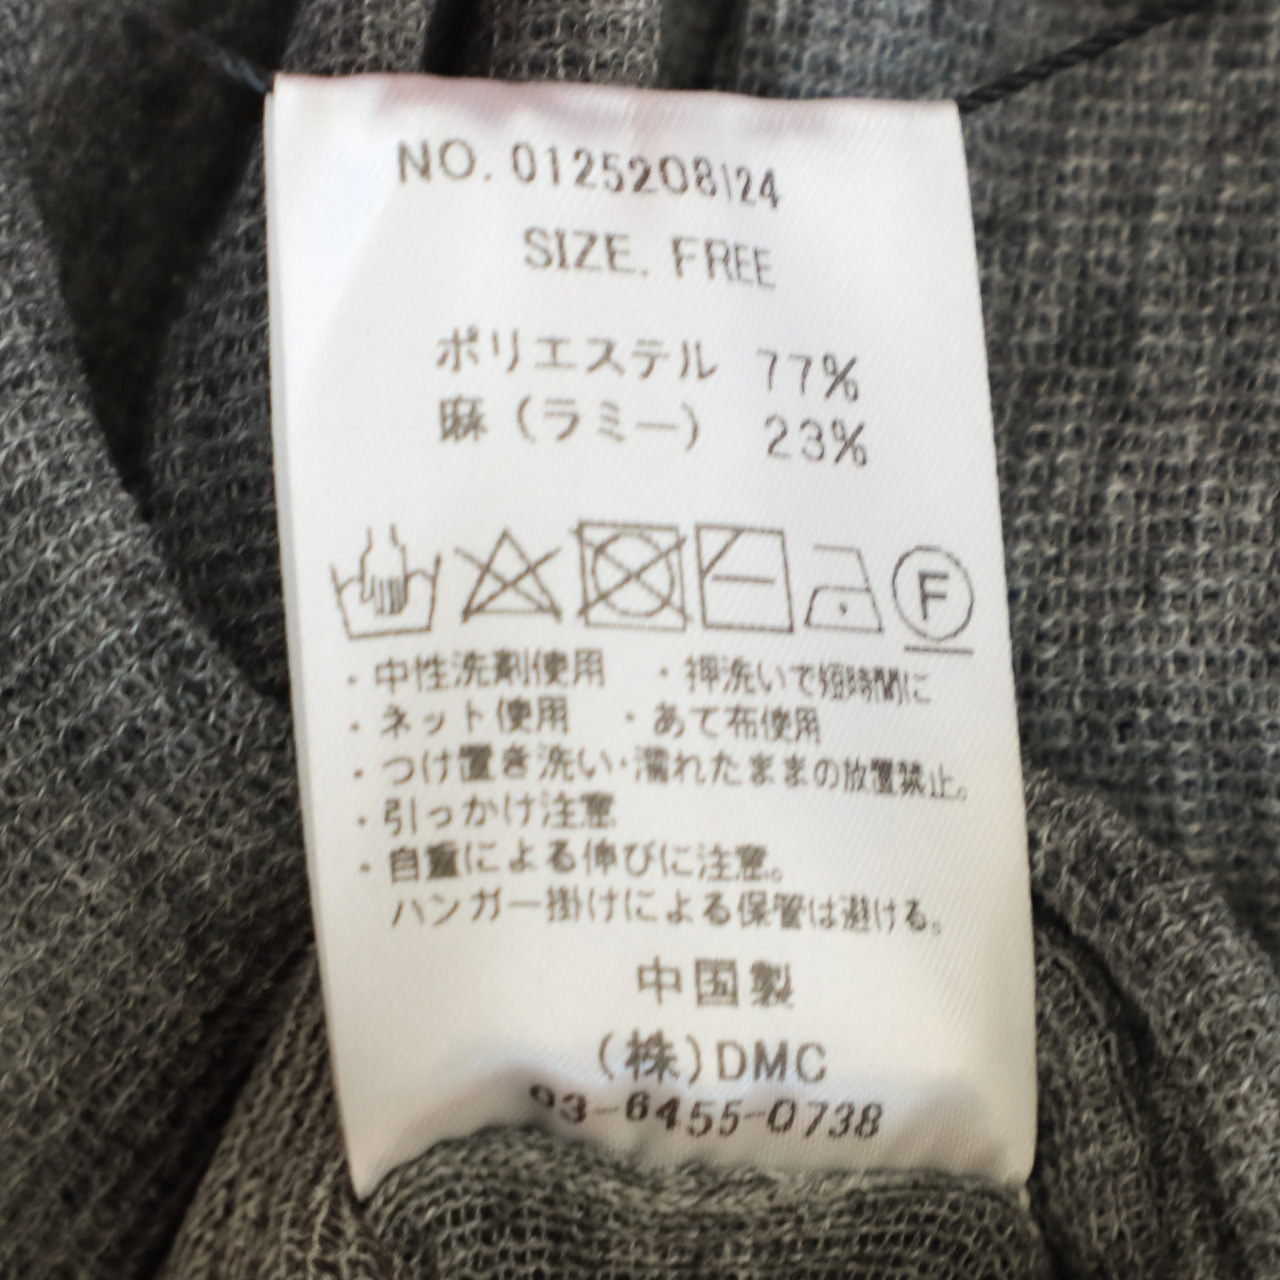 NO. 0125208124
SIZE. FREE
ポリエステル 77%
麻（ラミー） 23%
F
・中性洗剤使用 ・押洗いで短時間に
・ネット使用 ・あて布使用
・つけ置き洗い・濡れたままの放置禁止。
・引っかけ注意
・自重による伸びに注意。
ハンガー掛けによる保管は避ける。
中国製
（株）DMC
03-6455-0738